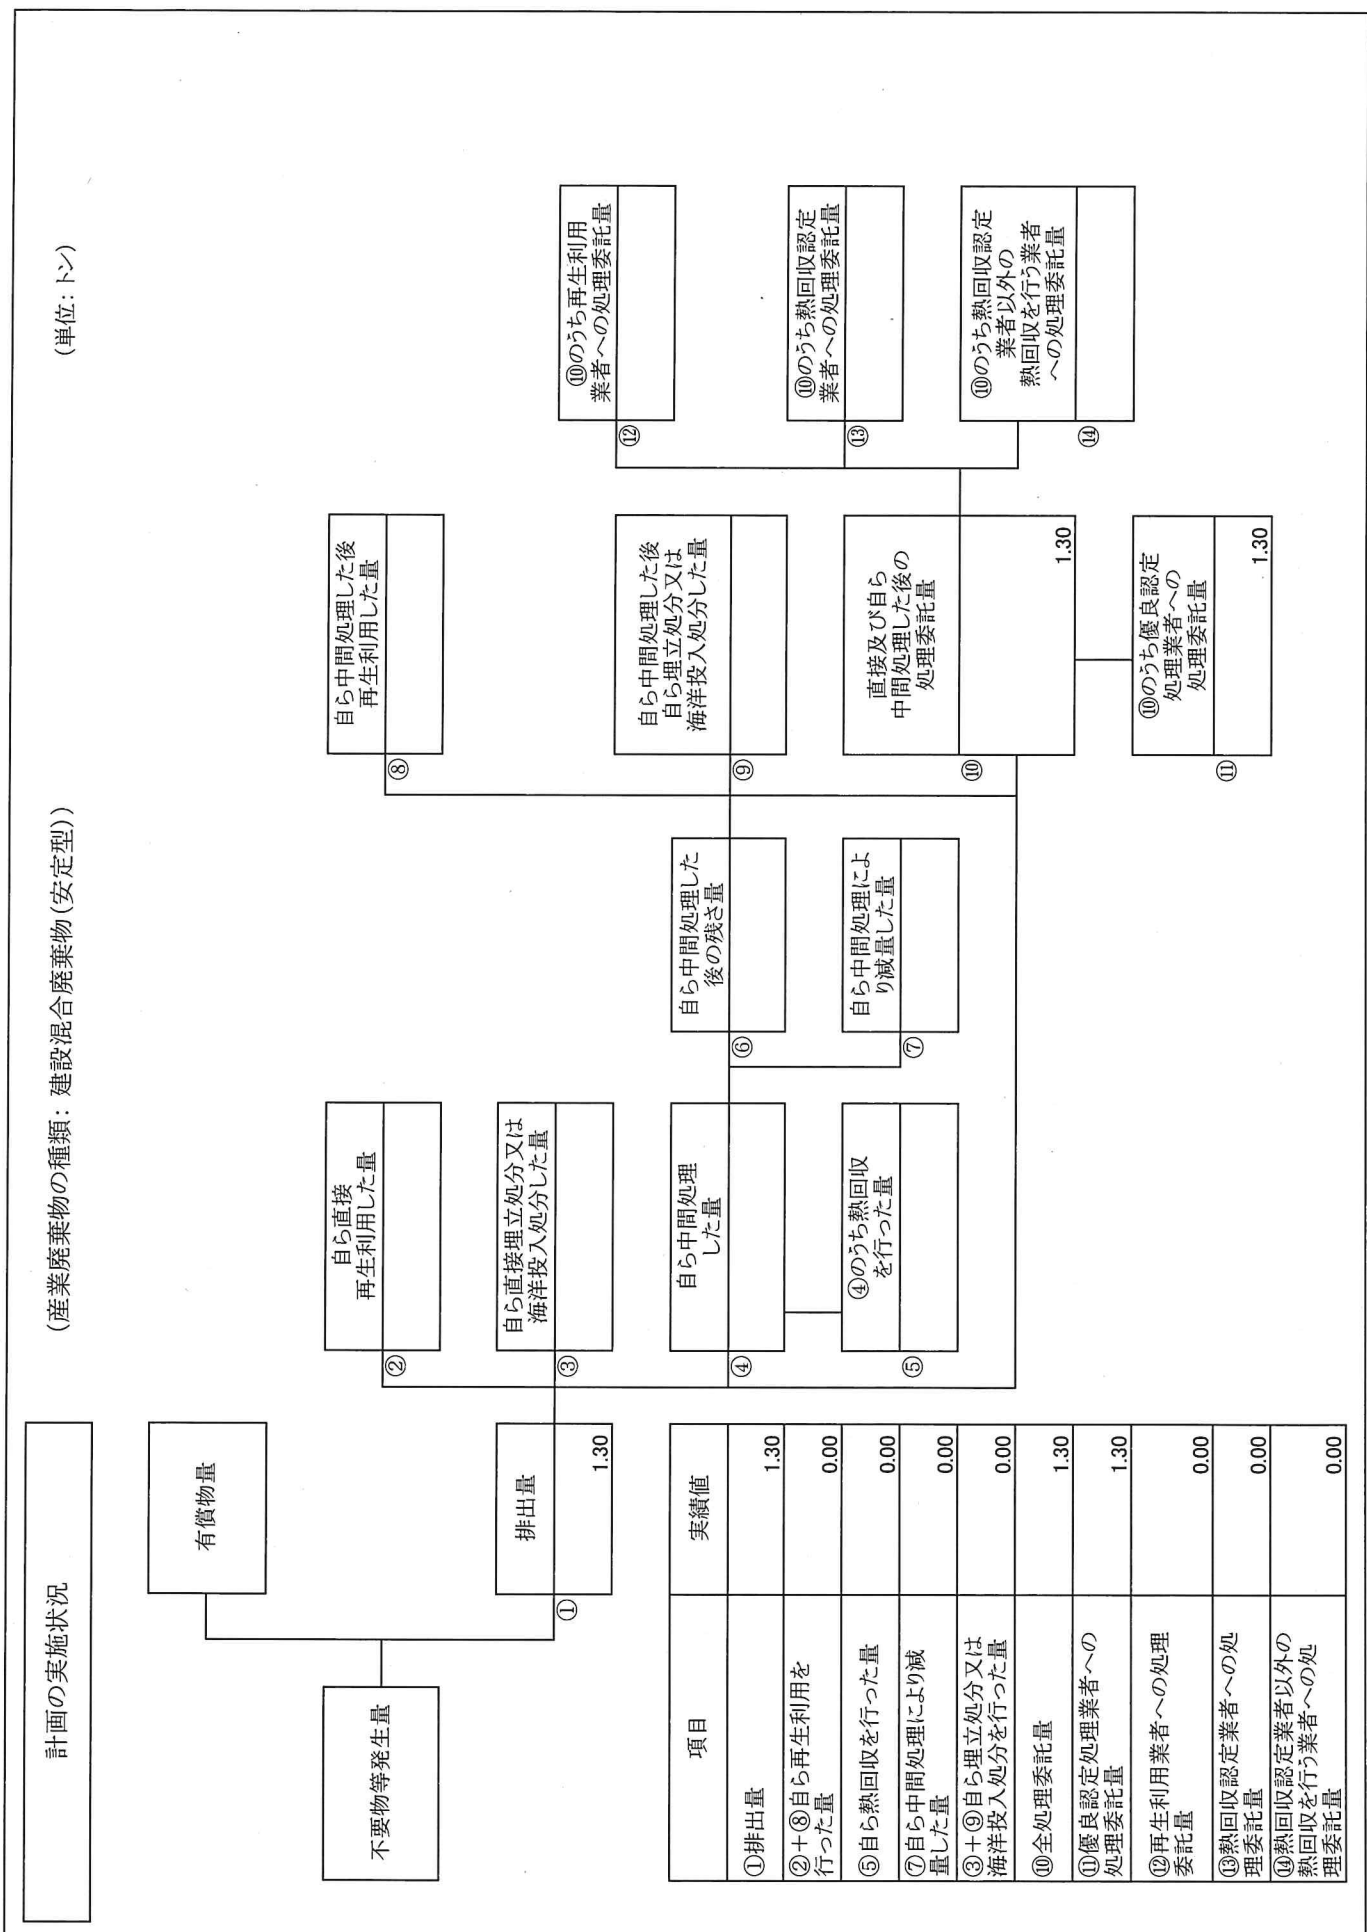 計画の実施状況
(産業廃棄物の種類: 建設混合廃棄物(安定型))
(単位: トン)
不要物等発生量
有償物量
①
排出量
1.30
②
自ら直接
再生利用した量
③
自ら直接埋立処分又は
海洋投入処分した量
④
自ら中間処理
した量
⑤
④のうち熱回収
を行った量
⑥
自ら中間処理した
後の残さ量
⑦
自ら中間処理によ
り減量した量
⑧
自ら中間処理した後
再生利用した量
⑨
自ら中間処理した後
自ら埋立処分又は
海洋投入処分した量
⑩
直接及び自ら
中間処理した後の
処理委託量
1.30
⑪
⑩のうち優良認定
処理業者への
処理委託量
1.30
⑫
⑩のうち再生利用
業者への処理委託量
⑬
⑩のうち熱回収認定
業者への処理委託量
⑭
⑩のうち熱回収認定
業者以外の
熱回収を行う業者
への処理委託量
項目
実績値
①排出量
1.30
②+⑧自ら再生利用を
行った量
0.00
⑤自ら熱回収を行った量
0.00
⑦自ら中間処理により減
量した量
0.00
③+⑨自ら埋立処分又は
海洋投入処分を行った量
0.00
⑩全処理委託量
1.30
⑪優良認定処理業者への
処理委託量
1.30
⑫再生利用業者への処理
委託量
0.00
⑬熱回収認定業者への処
理委託量
0.00
⑭熱回収認定業者以外の
熱回収を行う業者への処
理委託量
0.00